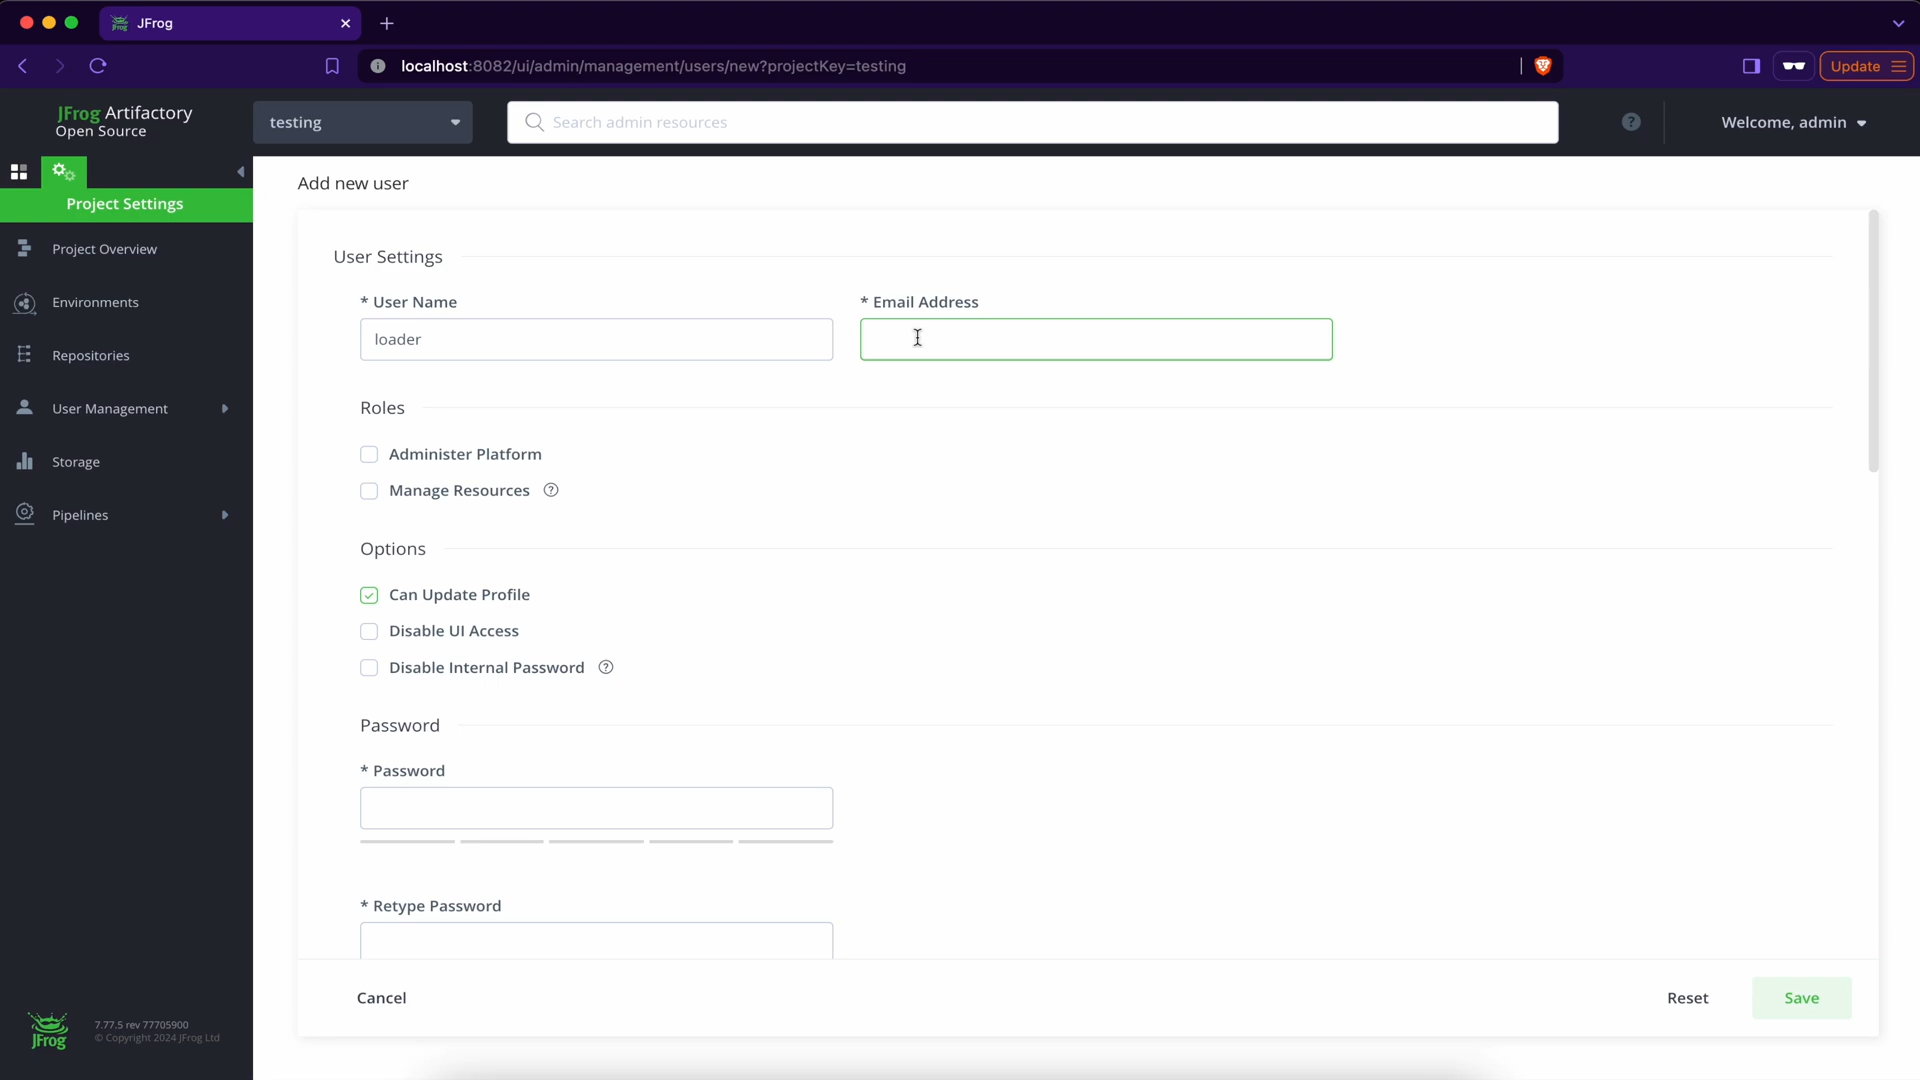 JFrog
localhost:8082/ui/admin/management/users/new?projectKey=testing
Update
JFrog Artifactory
Open Source
testing
Search admin resources
?
Welcome, admin
Project Settings
Project Overview
Environments
Repositories
User Management
Storage
Pipelines
Add new user
User Settings
* User Name
* Email Address
loader
Roles
Administer Platform
Manage Resources ?
Options
Can Update Profile
Disable UI Access
Disable Internal Password ?
Password
* Password
* Retype Password
Cancel
Reset
Save
JFrog
7.77.5 rev 77705900
© Copyright 2024 JFrog Ltd